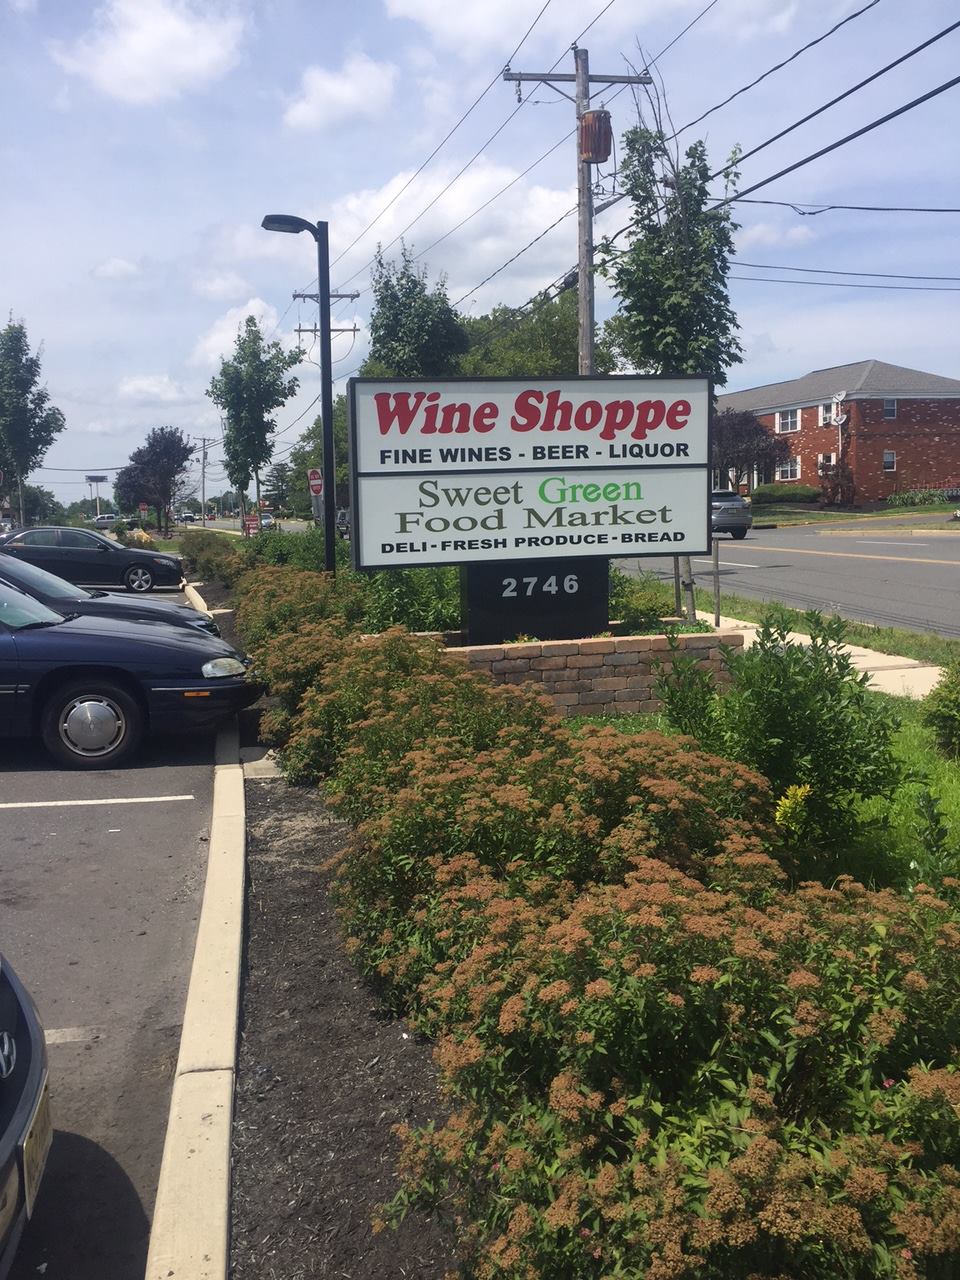 Wine Shoppe
FINE WINES - BEER - LIQUOR
Sweet Green
Food Market
DELI - FRESH PRODUCE - BREAD
2746